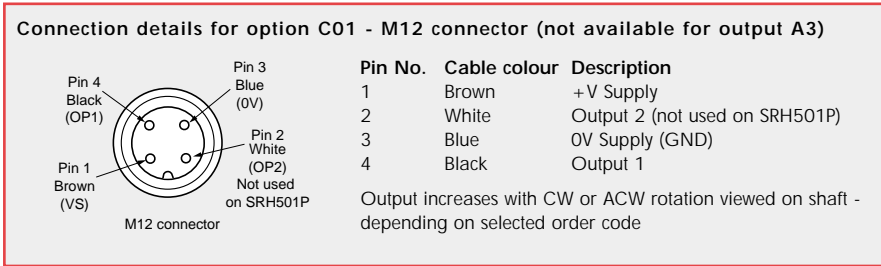 Connection details for option C01 - M12 connector (not available for output A3)
Pin 4
Black
(OP1)
Pin 3
Blue
(0V)
Pin 2
White
(OP2)
Not used
on SRH501P
Pin 1
Brown
(VS)
M12 connector
Pin No. Cable colour Description
1 Brown +V Supply
2 White Output 2 (not used on SRH501P)
3 Blue 0V Supply (GND)
4 Black Output 1
Output increases with CW or ACW rotation viewed on shaft -
depending on selected order code